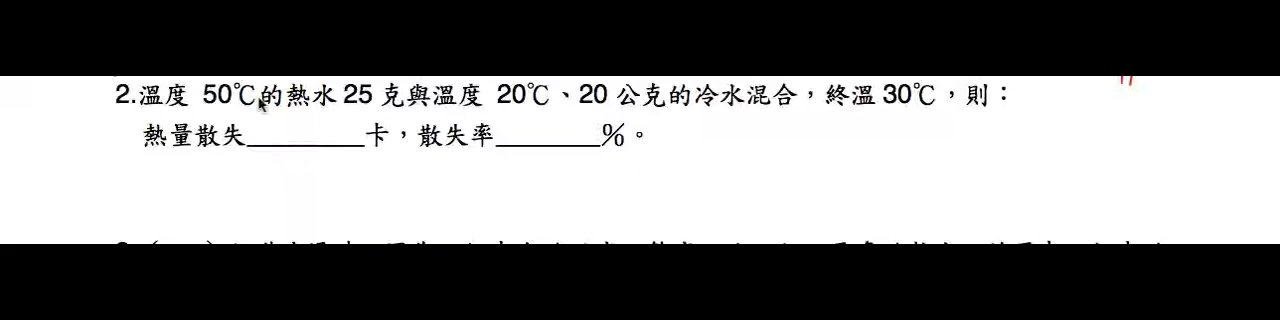 2.溫度 50℃的熱水 25 克與溫度 20℃、20 公克的冷水混合，終溫 30℃，則：
熱量散失________卡，散失率_______%。